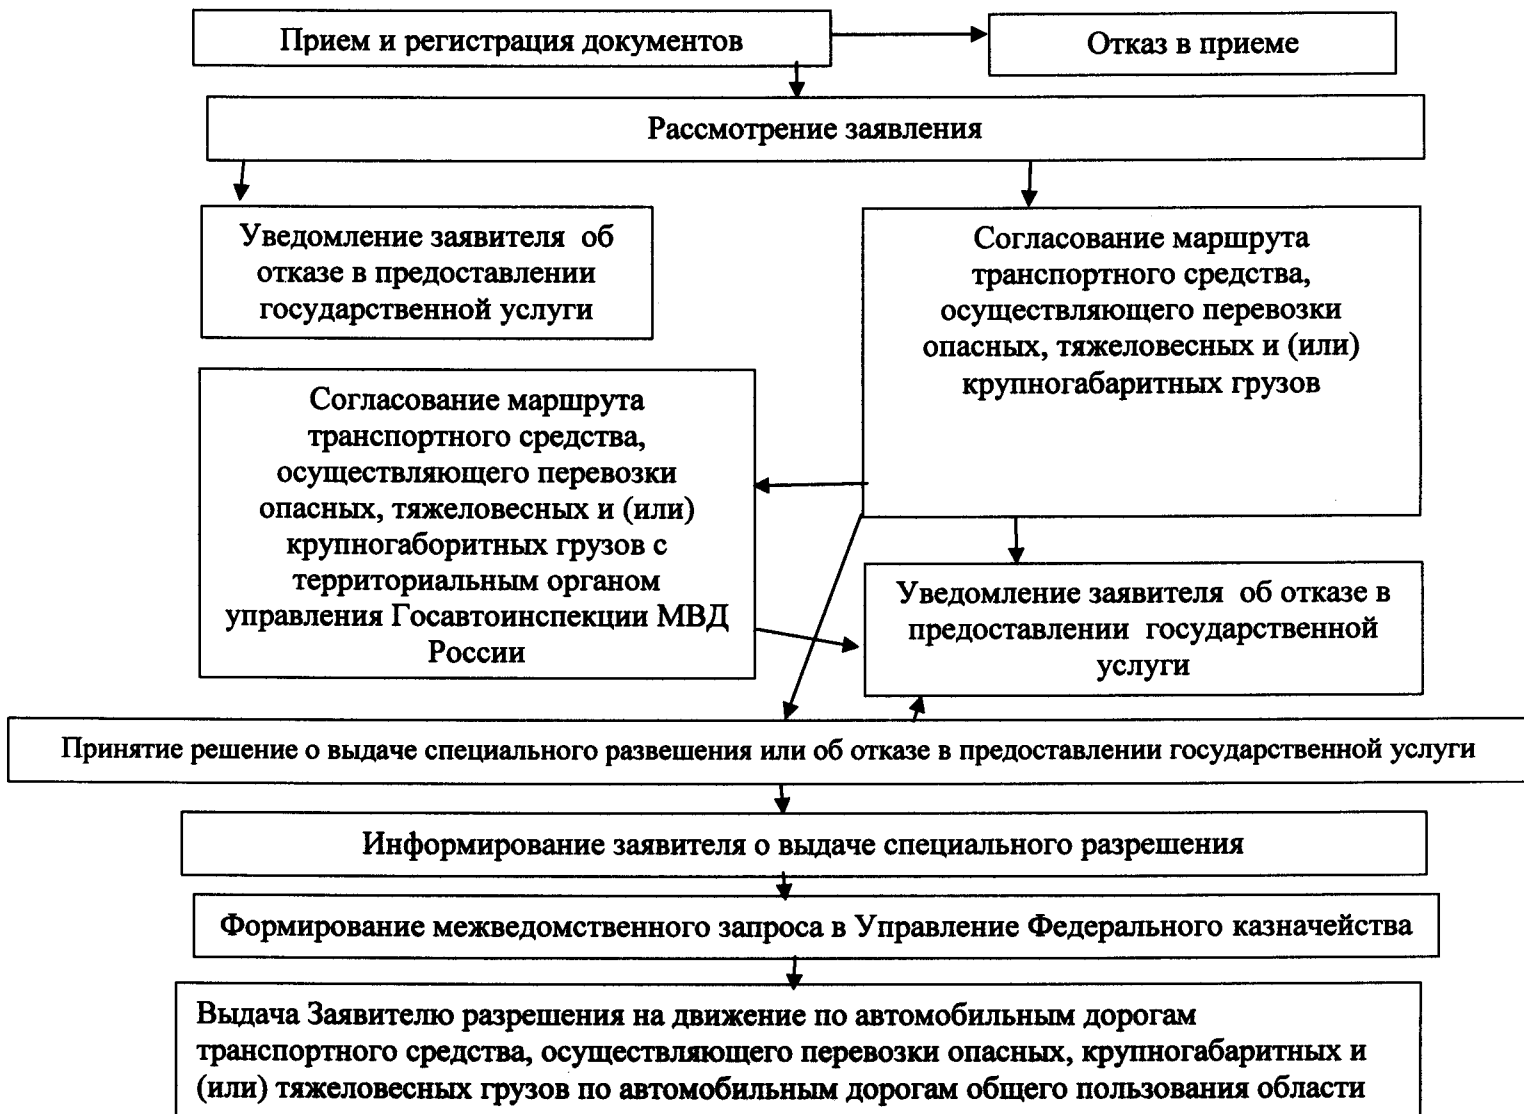 Прием и регистрация документов
Отказ в приеме
Рассмотрение заявления
Уведомление заявителя об
отказе в предоставлении
государственной услуги
Согласование маршрута
транспортного средства,
осуществляющего перевозки
опасных, тяжеловесных и (или)
крупногабаритных грузов
Согласование маршрута
транспортного средства,
осуществляющего перевозки
опасных, тяжеловесных и (или)
крупногаборитных грузов с
территориальным органом
управления Госавтоинспекции МВД
России
Уведомление заявителя об отказе в
предоставлении государственной
услуги
Принятие решение о выдаче специального развешения или об отказе в предоставлении государственной услуги
Информирование заявителя о выдаче специального разрешения
Формирование межведомственного запроса в Управление Федерального казначейства
Выдача Заявителю разрешения на движение по автомобильным дорогам
транспортного средства, осуществляющего перевозки опасных, крупногабаритных и
(или) тяжеловесных грузов по автомобильным дорогам общего пользования области